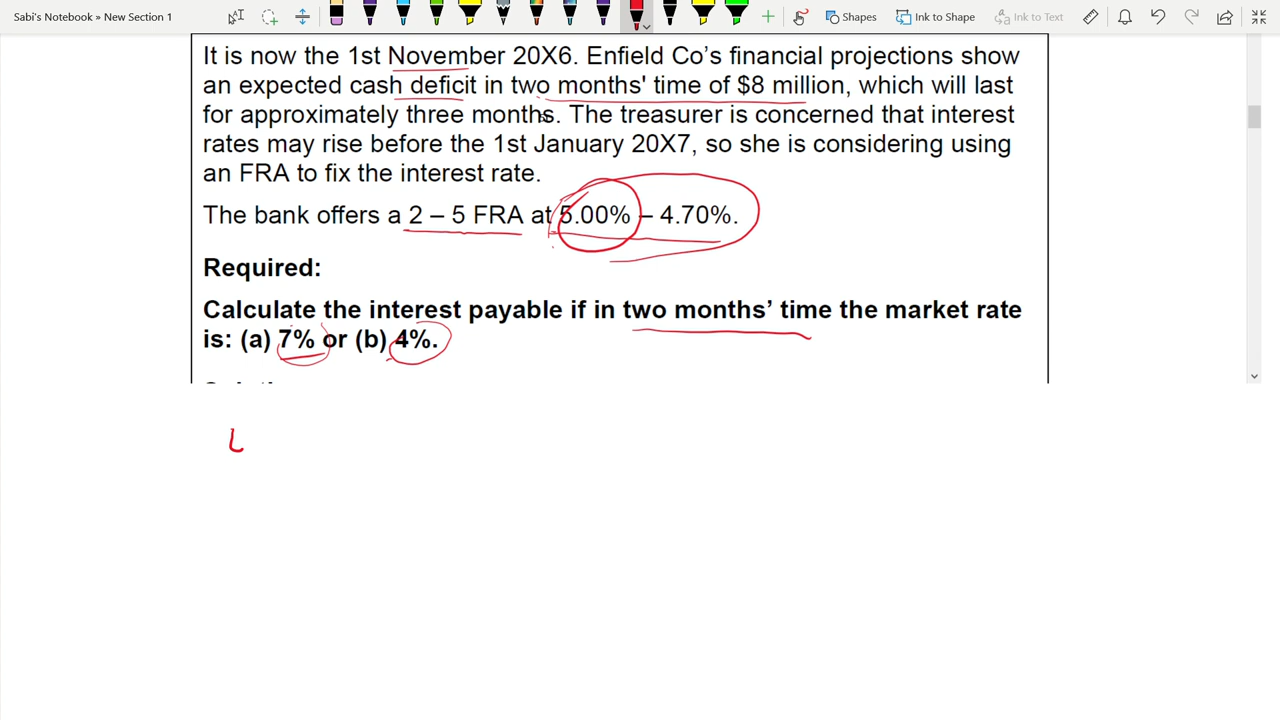 Sabi's Notebook » New Section 1
Shapes
Ink to Shape
Ink to Text
It is now the 1st November 20X6. Enfield Co’s financial projections show
an expected cash deficit in two months' time of $8 million, which will last
for approximately three months. The treasurer is concerned that interest
rates may rise before the 1st January 20X7, so she is considering using
an FRA to fix the interest rate.
The bank offers a 2 – 5 FRA at 5.00% – 4.70%.
Required:
Calculate the interest payable if in two months’ time the market rate
is: (a) 7% or (b) 4%.
L